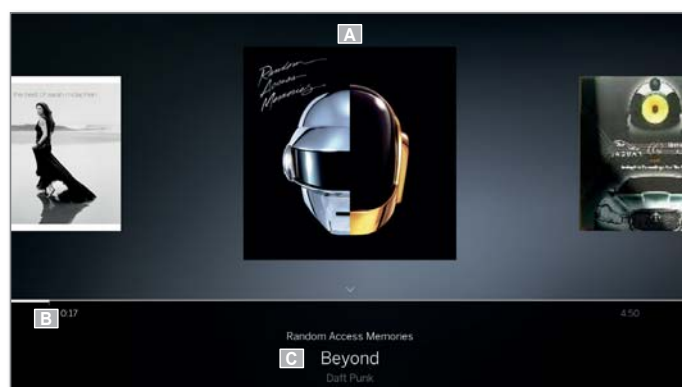 A
Random
Access
Memories
the best of sarah mclachlan
B
0:17
4:50
Random Access Memories
C
Beyond
Daft Punk